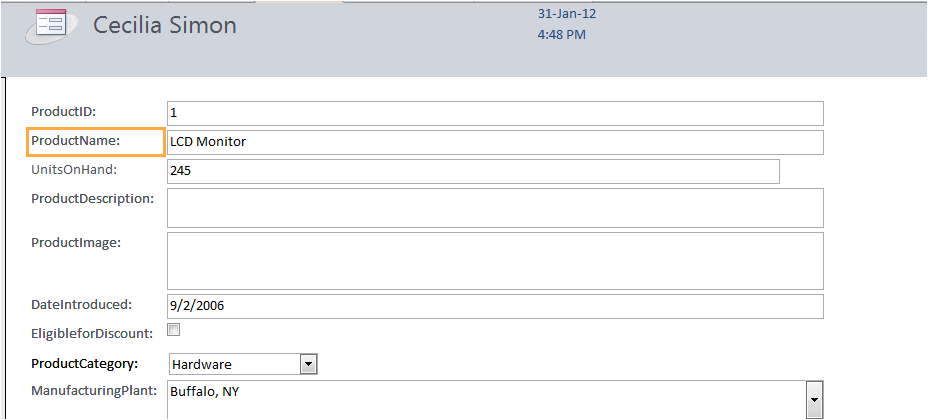 Cecilia Simon
31-Jan-12
4:48 PM
ProductID: 1
ProductName: LCD Monitor
UnitsOnHand: 245
ProductDescription:
ProductImage:
DateIntroduced: 9/2/2006
EligibleforDiscount:
ProductCategory: Hardware
ManufacturingPlant: Buffalo, NY